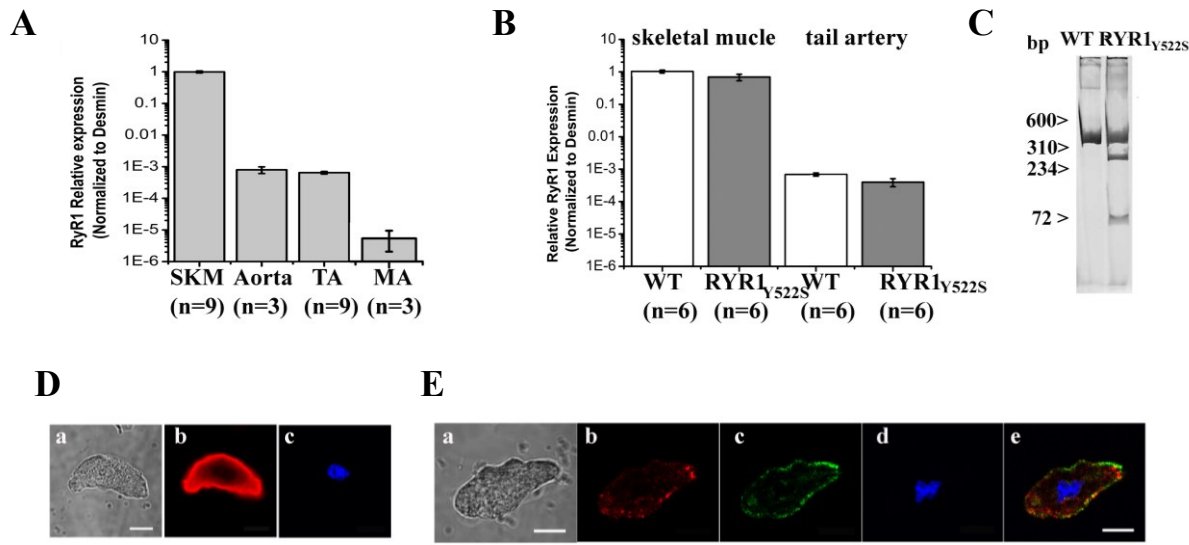 A
RyR1 Relative expression
(Normalized to Desmin)
10
1
0.1
0.01
1E-3
1E-4
1E-5
1E-6
SKM Aorta TA MA
(n=9) (n=3) (n=9) (n=3)
B
Relative RyR1 Expression
(Normalized to Desmin)
skeletal mucle tail artery
10
1
0.1
0.01
1E-3
1E-4
1E-5
1E-6
WT RYR1Y522S WT RYR1Y522S
(n=6) (n=6) (n=6) (n=6)
C
bp WT RYR1Y522S
600>
310>
234>
72 >
D
a b c
E
a b c d e